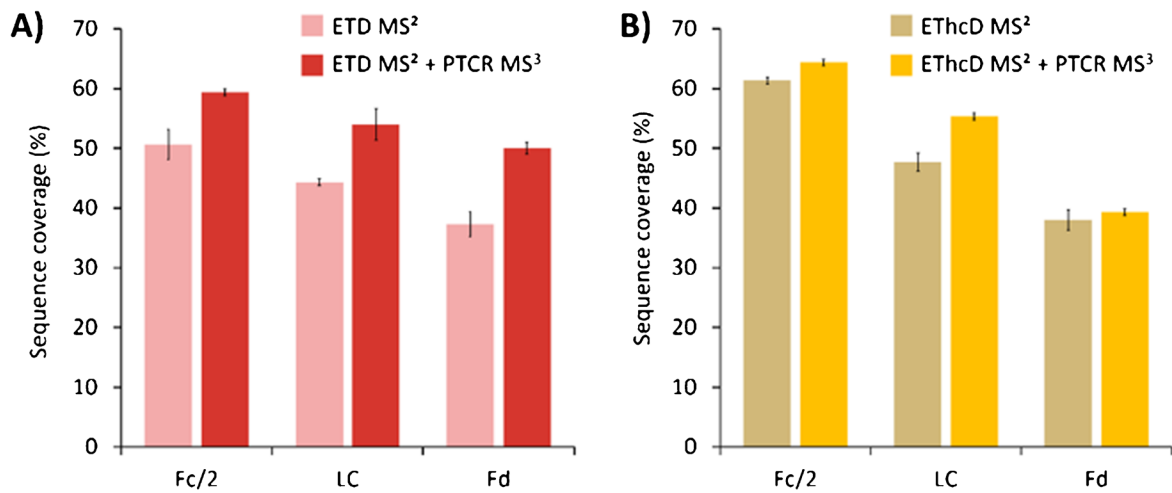 A)
ETD MS²
ETD MS² + PTCR MS³
Sequence coverage (%)
70
60
50
40
30
20
10
0
Fc/2
LC
Fd
B)
EThcD MS²
EThcD MS² + PTCR MS³
Sequence coverage (%)
70
60
50
40
30
20
10
0
Fc/2
LC
Fd